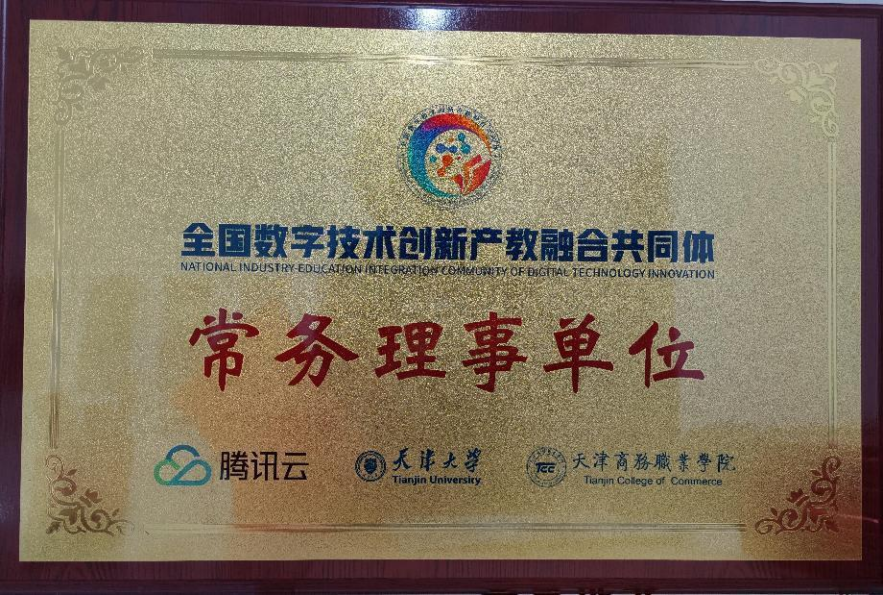 全国数字技术创新产教融合共同体
NATIONAL INDUSTRY-EDUCATION INTEGRATION COMMUNITY OF DIGITAL TECHNOLOGY INNOVATION
常务理事单位
腾讯云
天津大学
Tianjin University
TCC
天津商務職業學院
Tianjin College of Commerce